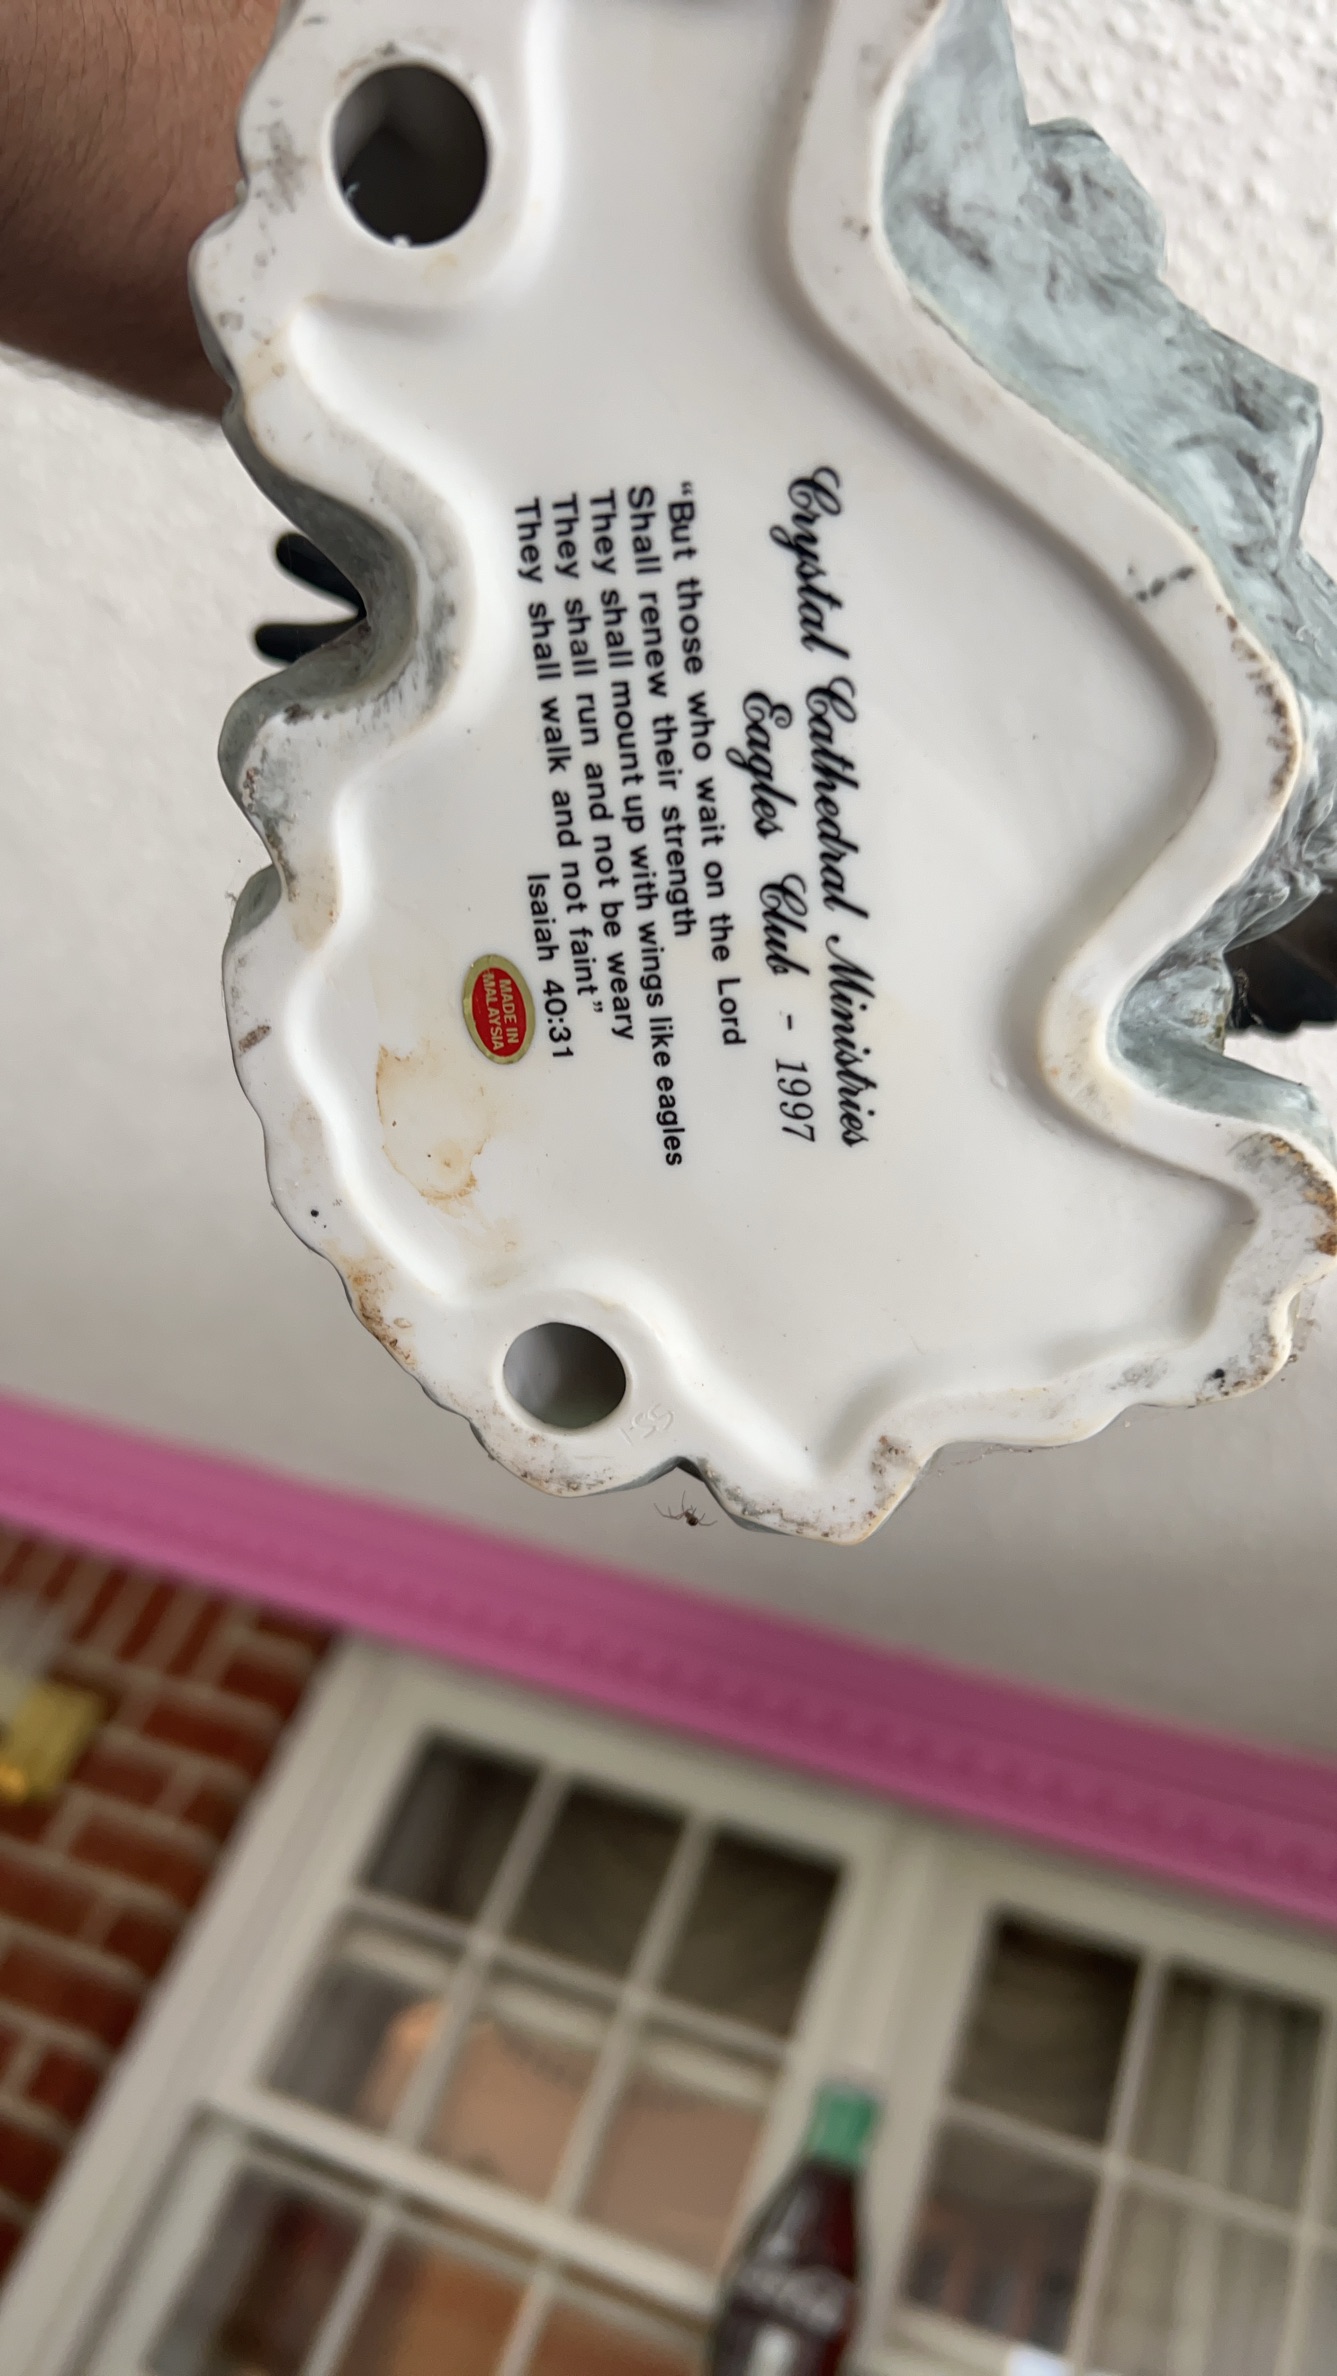 Crystal Cathedral Ministries
Eagles Club - 1997
“But those who wait on the Lord
Shall renew their strength
They shall mount up with wings like eagles
They shall run and not be weary
They shall walk and not faint”
Isaiah 40:31
MADE IN
MALAYSIA